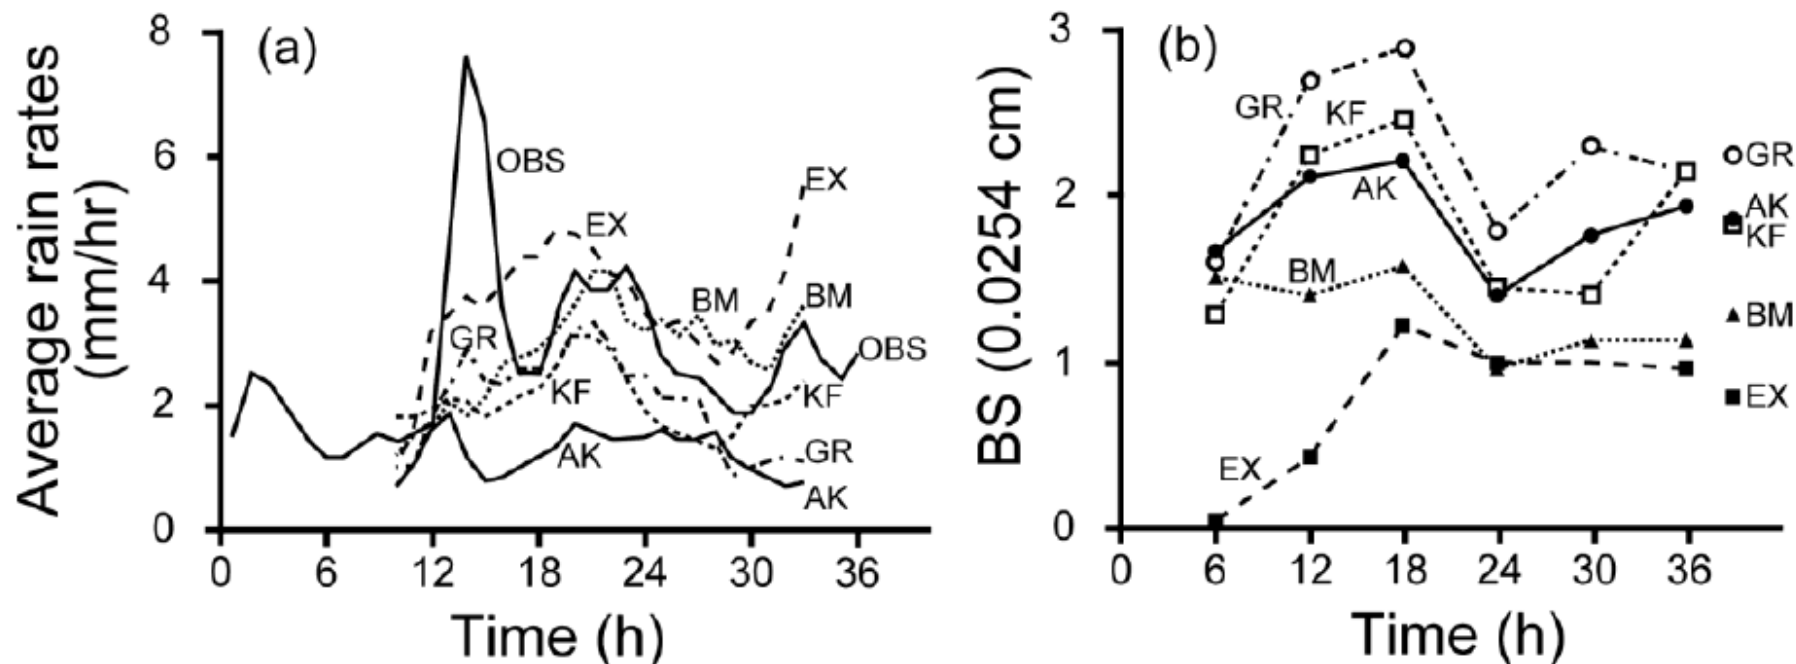 (a)
Average rain rates
(mm/hr)
8
6
4
2
0
OBS
EX
EX
GR
BM
BM
OBS
KF
KF
AK
GR
AK
0 6 12 18 24 30 36
Time (h)
(b)
BS (0.0254 cm)
3
2
1
0
GR
KF
AK
BM
EX
GR
AK
KF
BM
EX
0 6 12 18 24 30 36
Time (h)